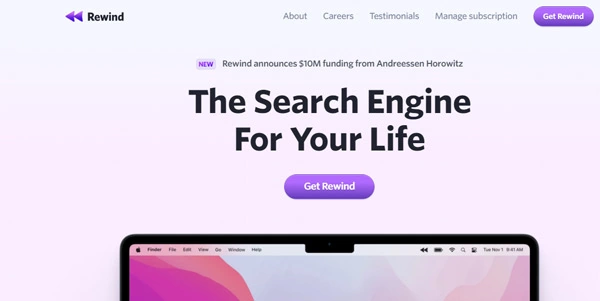 Rewind
About
Careers
Testimonials
Manage subscription
Get Rewind
NEW Rewind announces $10M funding from Andreessen Horowitz
The Search Engine
For Your Life
Get Rewind
Finder File Edit View Go Window Help
Tue Nov 1 9:41 AM